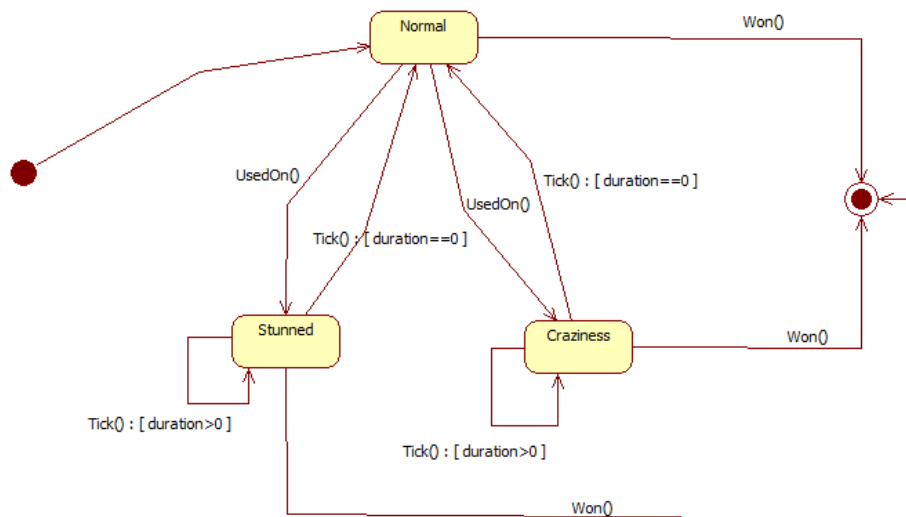 Won()
Normal
UsedOn()
Tick() : [ duration==0 ]
UsedOn()
Tick() : [ duration==0 ]
Stunned
Craziness
Won()
Tick() : [ duration>0 ]
Tick() : [ duration>0 ]
Won()